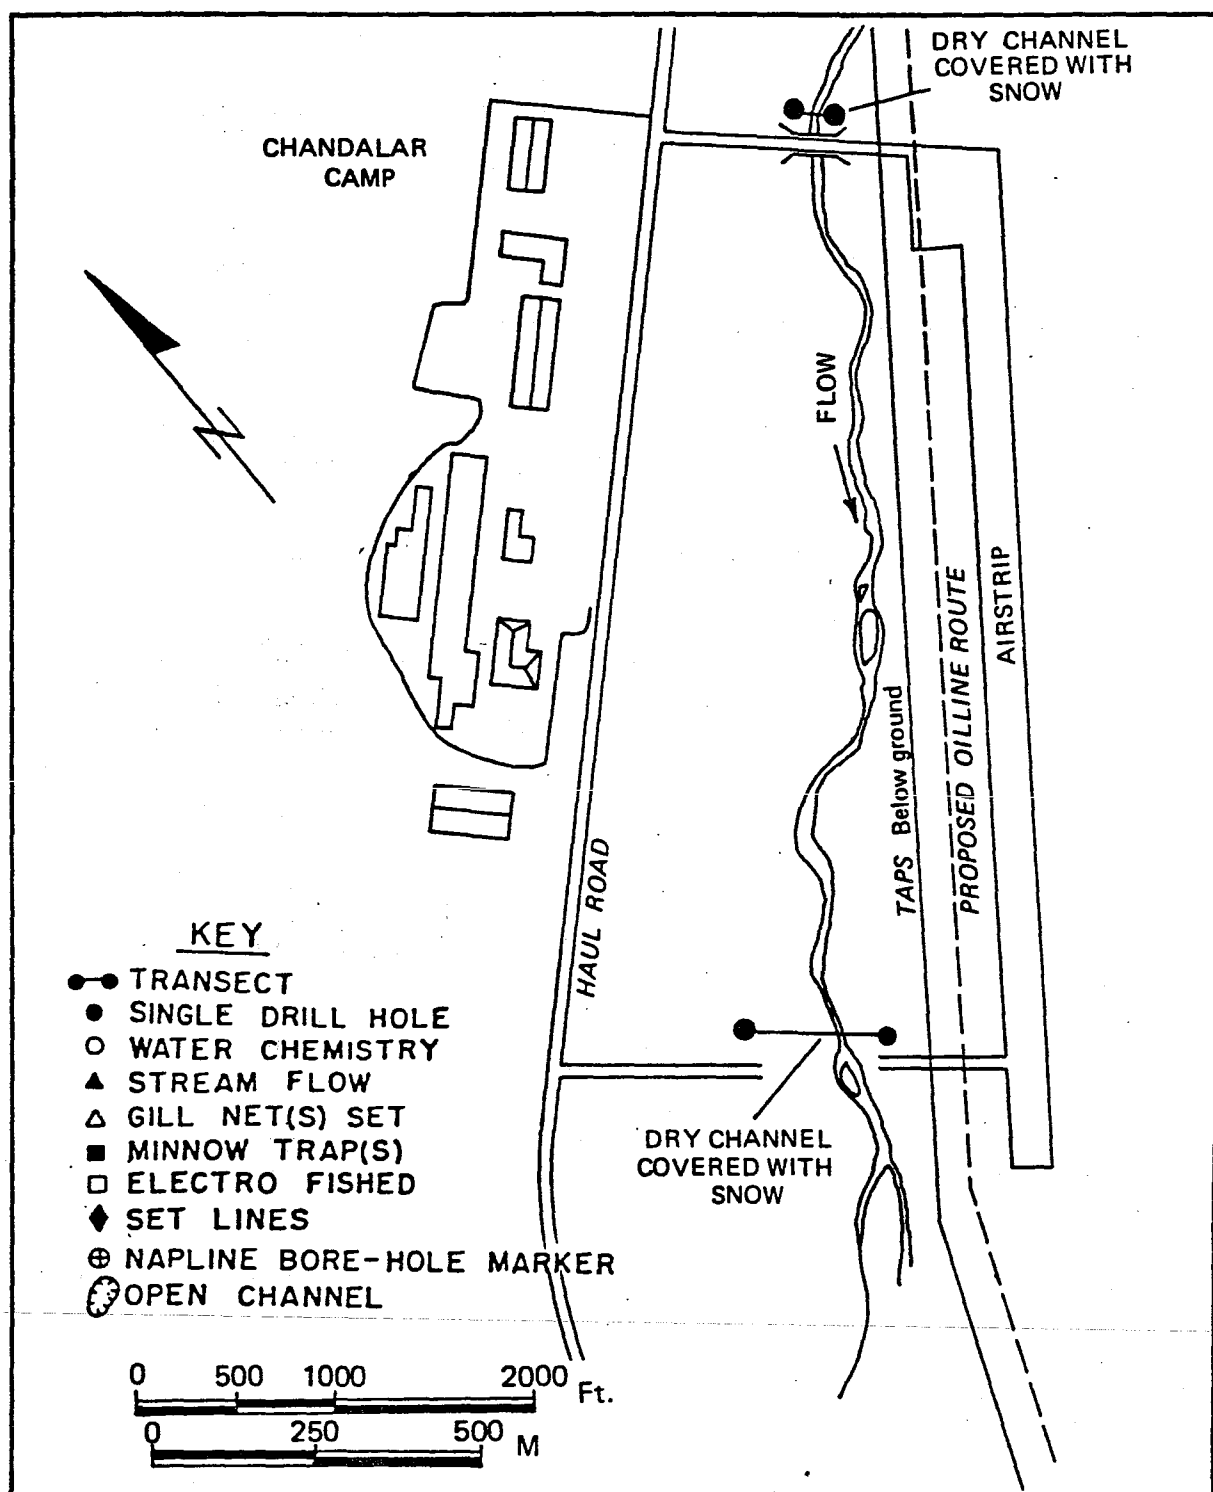 DRY CHANNEL
COVERED WITH
SNOW
CHANDALAR
CAMP
FLOW
TAPS Below ground
PROPOSED OILLINE ROUTE
AIRSTRIP
HAUL ROAD
DRY CHANNEL
COVERED WITH
SNOW
KEY
TRANSECT
SINGLE DRILL HOLE
WATER CHEMISTRY
STREAM FLOW
GILL NET(S) SET
MINNOW TRAP(S)
ELECTRO FISHED
SET LINES
NAPLINE BORE-HOLE MARKER
OPEN CHANNEL
0 500 1000 2000 Ft.
0 250 500 M